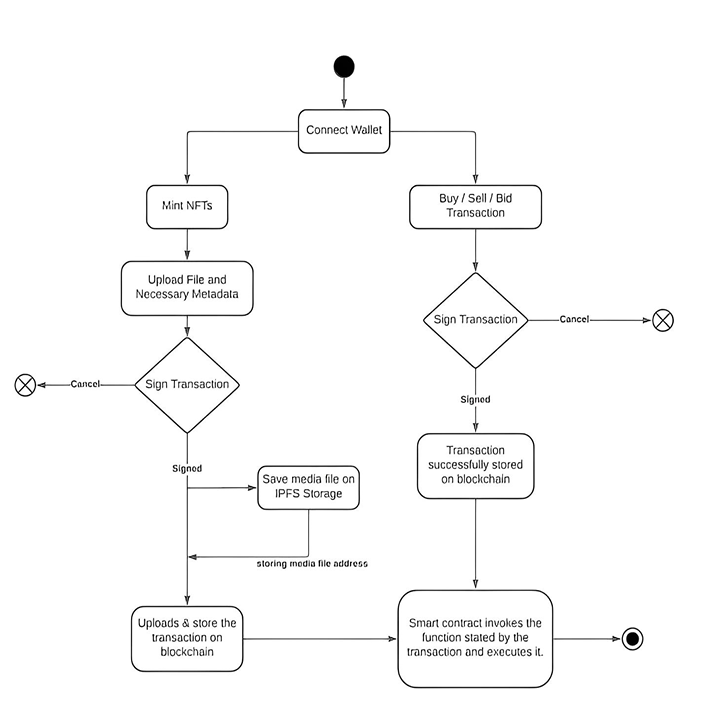 Connect Wallet
Mint NFTs
Buy / Sell / Bid
Transaction
Upload File and
Necessary Metadata
Sign Transaction
Cancel
Sign Transaction
Cancel
Signed
Signed
Save media file on
IPFS Storage
Transaction
successfully stored
on blockchain
storing media file address
Uploads & store the
transaction on
blockchain
Smart contract invokes the
function stated by the
transaction and executes it.